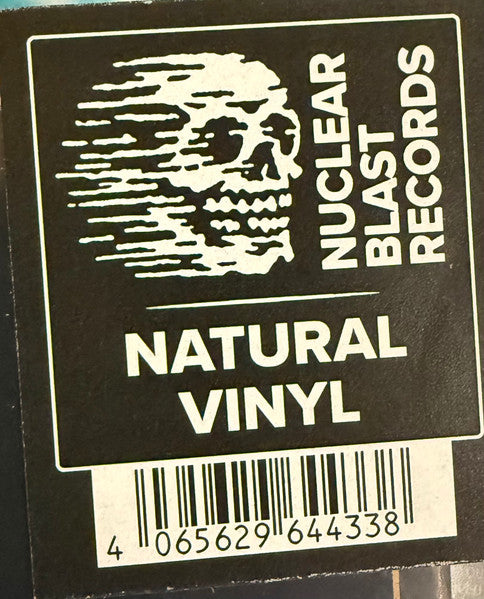 NUCLEAR
BLAST
RECORDS
NATURAL
VINYL
4 065629 644338